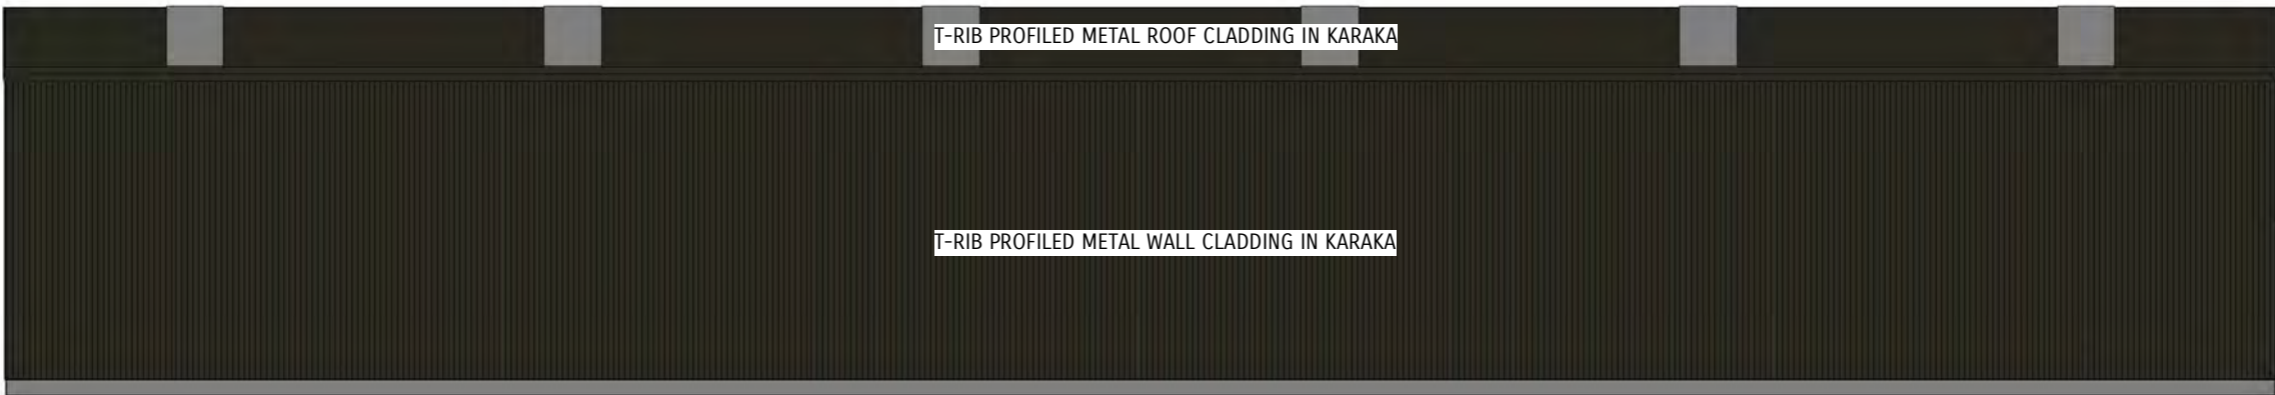 T-RIB PROFILED METAL ROOF CLADDING IN KARAKA
T-RIB PROFILED METAL WALL CLADDING IN KARAKA